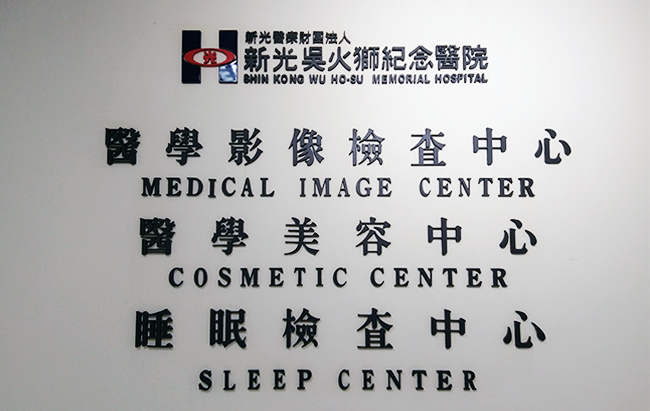 新光醫療財團法人
新光吳火獅紀念醫院
SHIN KONG WU HO-SU MEMORIAL HOSPITAL
醫學影像檢查中心
MEDICAL IMAGE CENTER
醫學美容中心
COSMETIC CENTER
睡眠檢查中心
SLEEP CENTER